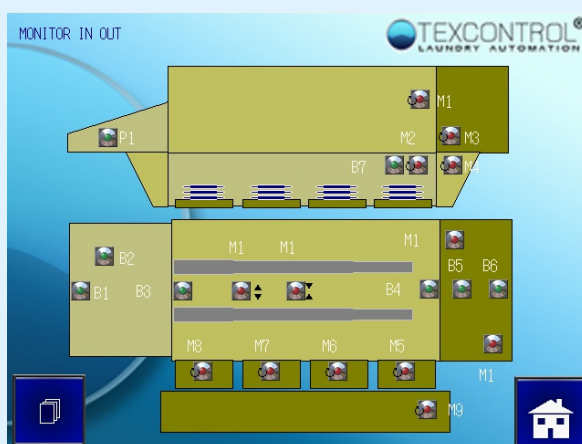 MONITOR IN OUT
TEXCONTROL®
LAUNDRY AUTOMATION
M1
P1
M2
M3
B7
M4
M1
M1
M1
B2
B5
B6
B1
B3
B4
M8
M7
M6
M5
M1
M9